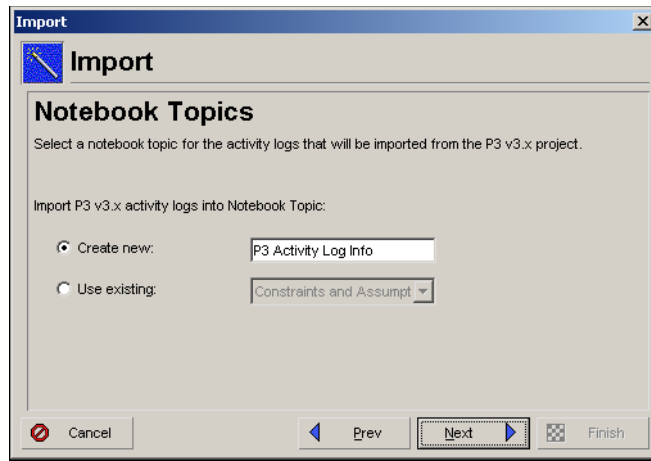 Import
Import
Notebook Topics
Select a notebook topic for the activity logs that will be imported from the P3 v3.x project.
Import P3 v3.x activity logs into Notebook Topic:
Create new: P3 Activity Log Info
Use existing: Constraints and Assumpt
Cancel Prev Next Finish